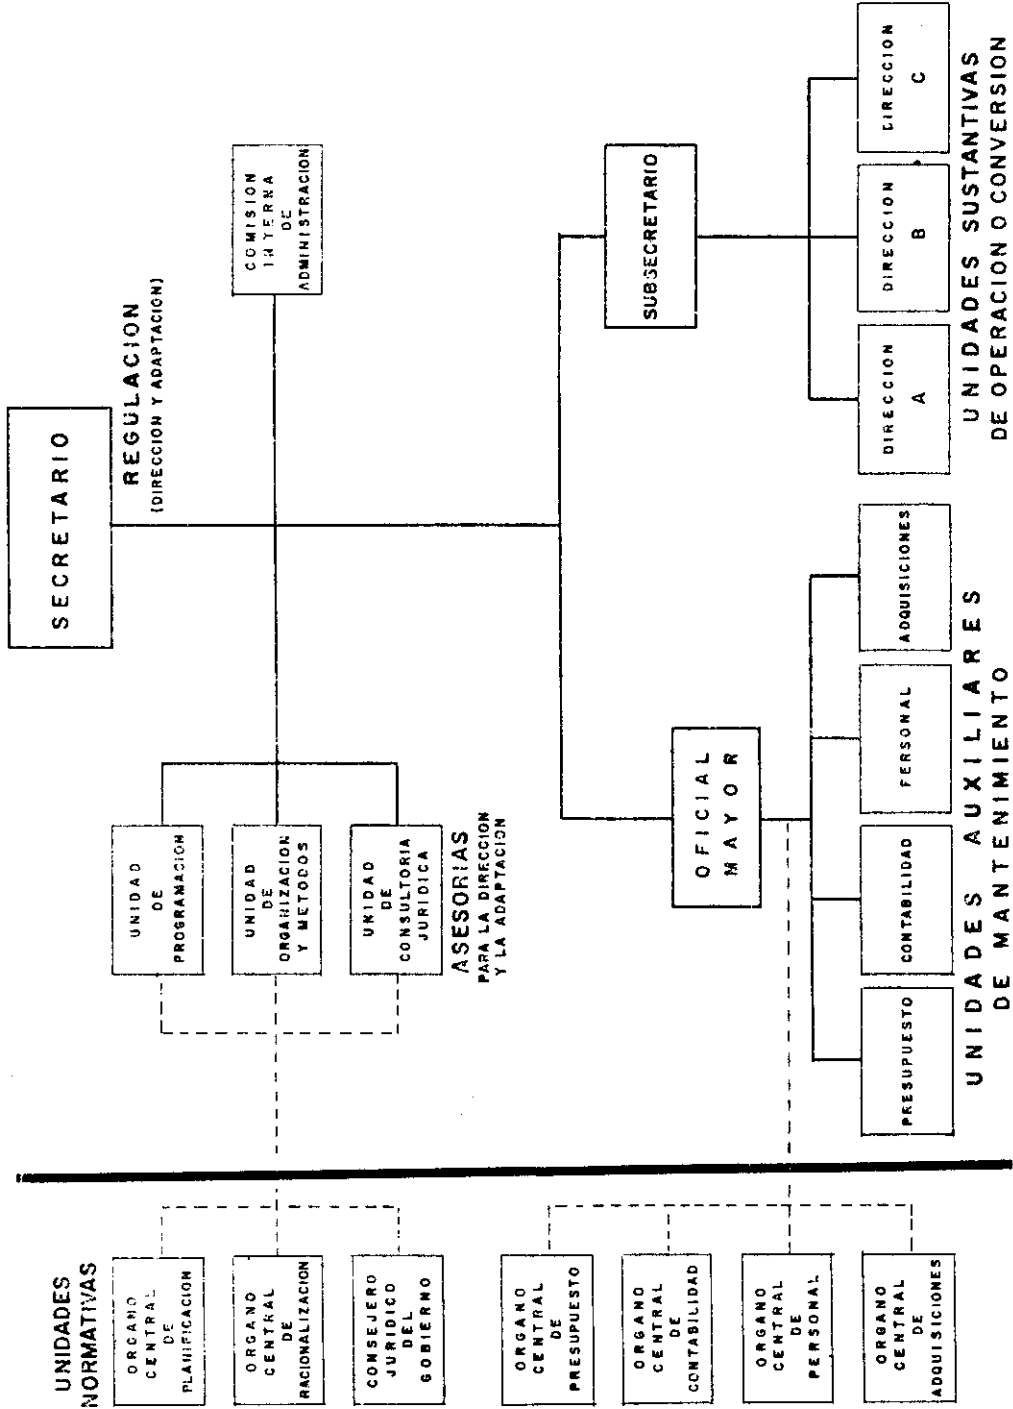 SECRETARIO
REGULACION
(DIRECCION Y ADAPTACION)
COMISION
INTERNA
DE
ADMINISTRACION
UNIDAD
DE
PROGRAMACION
UNIDAD
DE
ORGANIZACION
Y METODOS
UNIDAD
DE
CONSULTORIA
JURIDICA
ASESORIAS
PARA LA DIRECCION
Y LA ADAPTACION
UNIDADES
NORMATIVAS
ORGANO
CENTRAL
DE
PLANIFICACION
ORGANO
CENTRAL
DE
RACIONALIZACION
CONSEJERO
JURIDICO
DEL
GOBIERNO
ORGANO
CENTRAL
DE
PRESUPUESTO
ORGANO
CENTRAL
DE
CONTABILIDAD
ORGANO
CENTRAL
DE
PERSONAL
ORGANO
CENTRAL
DE
ADQUISICIONES
OFICIAL
MAYOR
SUBSECRETARIO
PRESUPUESTO
CONTABILIDAD
PERSONAL
ADQUISICIONES
UNIDADES AUXILIARES
DE MANTENIMIENTO
DIRECCION
A
DIRECCION
B
DIRECCION
C
UNIDADES SUSTANTIVAS
DE OPERACION O CONVERSION